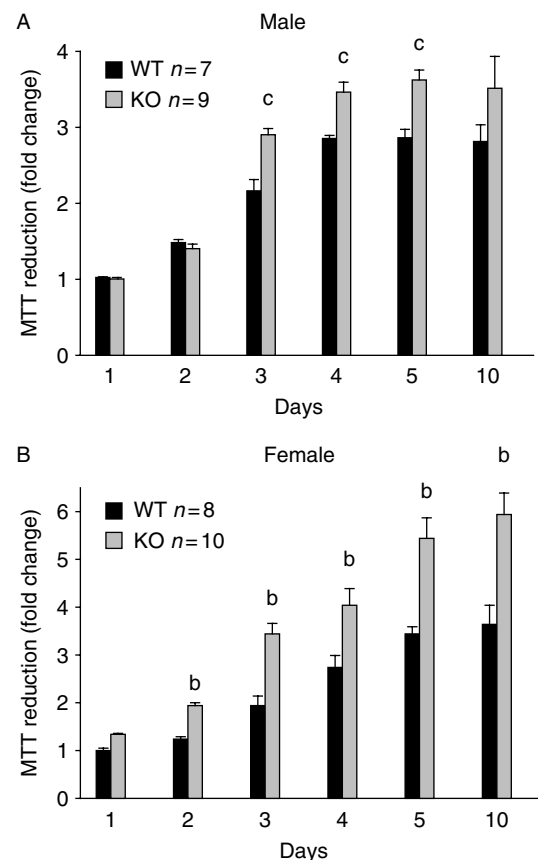 A
Male
WT n=7
KO n=9
MTT reduction (fold change)
4
3
2
1
0
c
c
c
1 2 3 4 5 10
Days
B
Female
WT n=8
KO n=10
MTT reduction (fold change)
6
5
4
3
2
1
0
b
b
b
b
b
1 2 3 4 5 10
Days